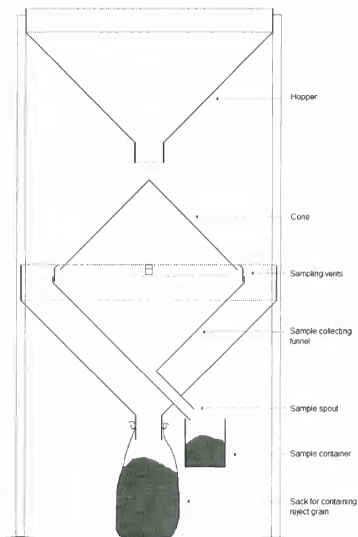 Hopper
Cone
Sampling vents
Sample collecting
funnel
Sample spout
Sample container
Sack for containing
reject grain